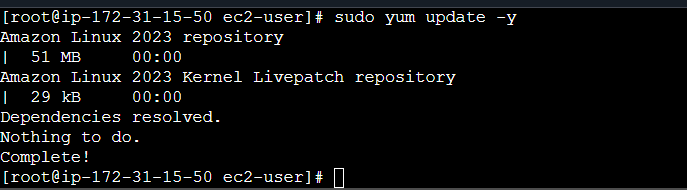 [root@ip-172-31-15-50 ec2-user]# sudo yum update -y
Amazon Linux 2023 repository
|  51 MB     00:00
Amazon Linux 2023 Kernel Livepatch repository
|  29 kB     00:00
Dependencies resolved.
Nothing to do.
Complete!
[root@ip-172-31-15-50 ec2-user]#